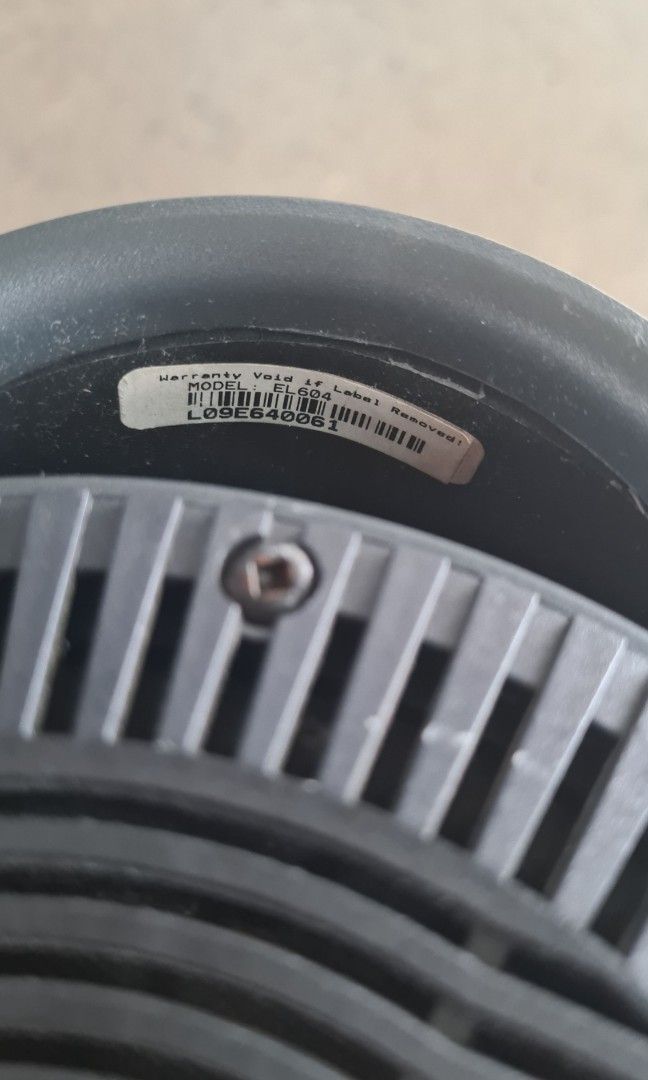 Warranty Void if Label Removed!
MODEL: EL604
L09E640061